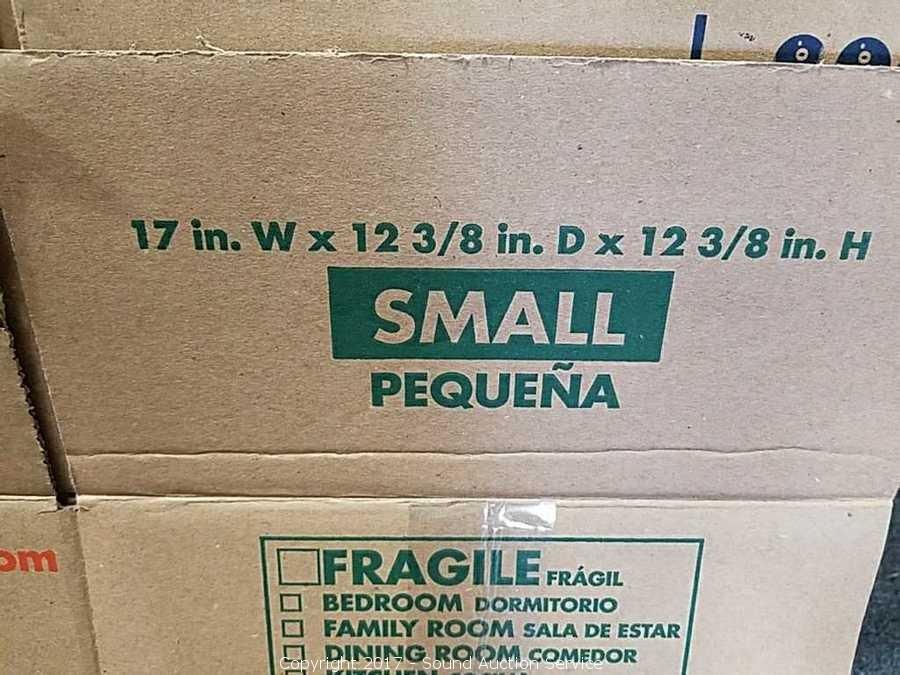 17 in. W x 12 3/8 in. D x 12 3/8 in. H
SMALL
PEQUEÑA
om
FRAGILE FRÁGIL
BEDROOM DORMITORIO
FAMILY ROOM SALA DE ESTAR
DINING ROOM COMEDOR
Copyright 2017 - Sound Auction Service
KITCHEN